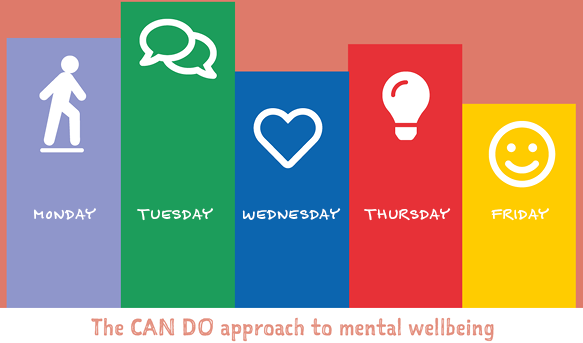 MONDAY
TUESDAY
WEDNESDAY
THURSDAY
FRIDAY
The CAN DO approach to mental wellbeing